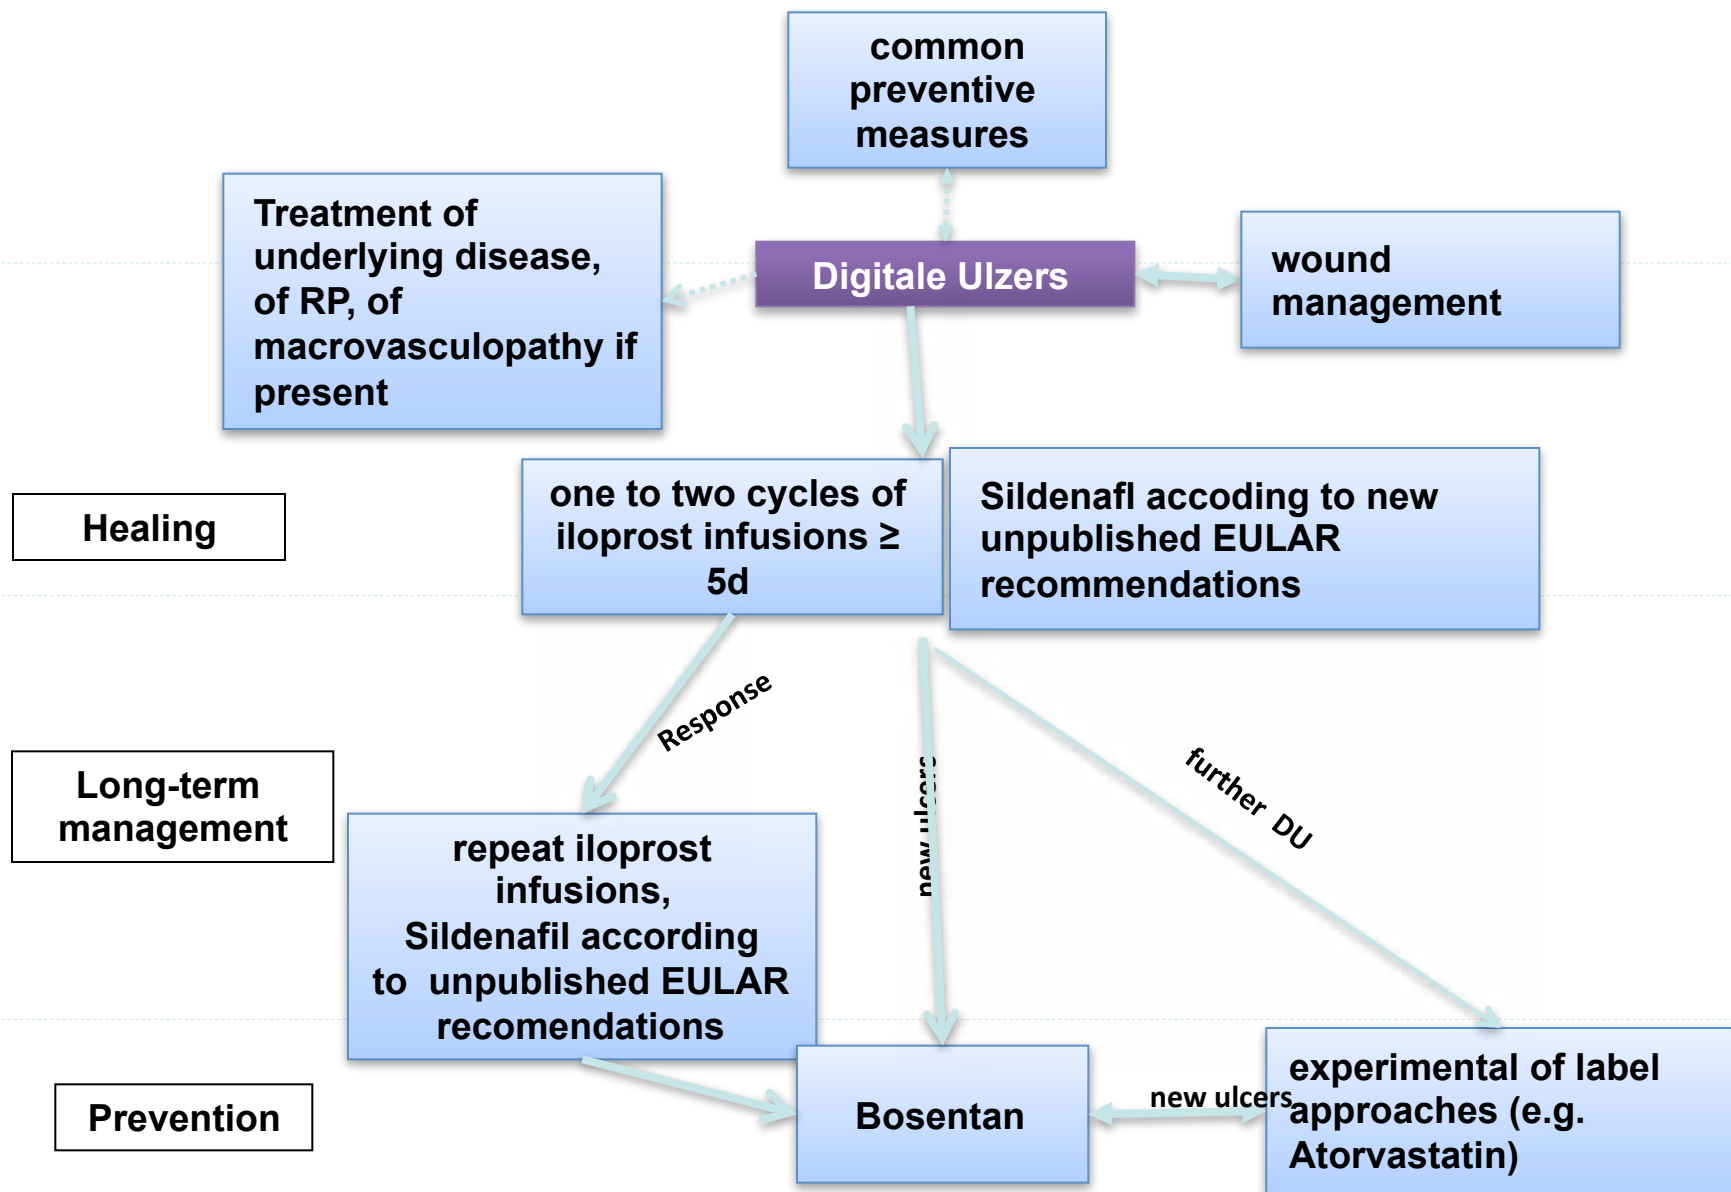 common
preventive
measures
Treatment of
underlying disease,
of RP, of
macrovasculopathy if
present
Digitale Ulzers
wound
management
Healing
one to two cycles of
iloprost infusions ≥
5d
Sildenafl accoding to new
unpublished EULAR
recommendations
Response
new ulcers
further DU
Long-term
management
repeat iloprost
infusions,
Sildenafil according
to unpublished EULAR
recomendations
Prevention
Bosentan
new ulcers
experimental of label
approaches (e.g.
Atorvastatin)